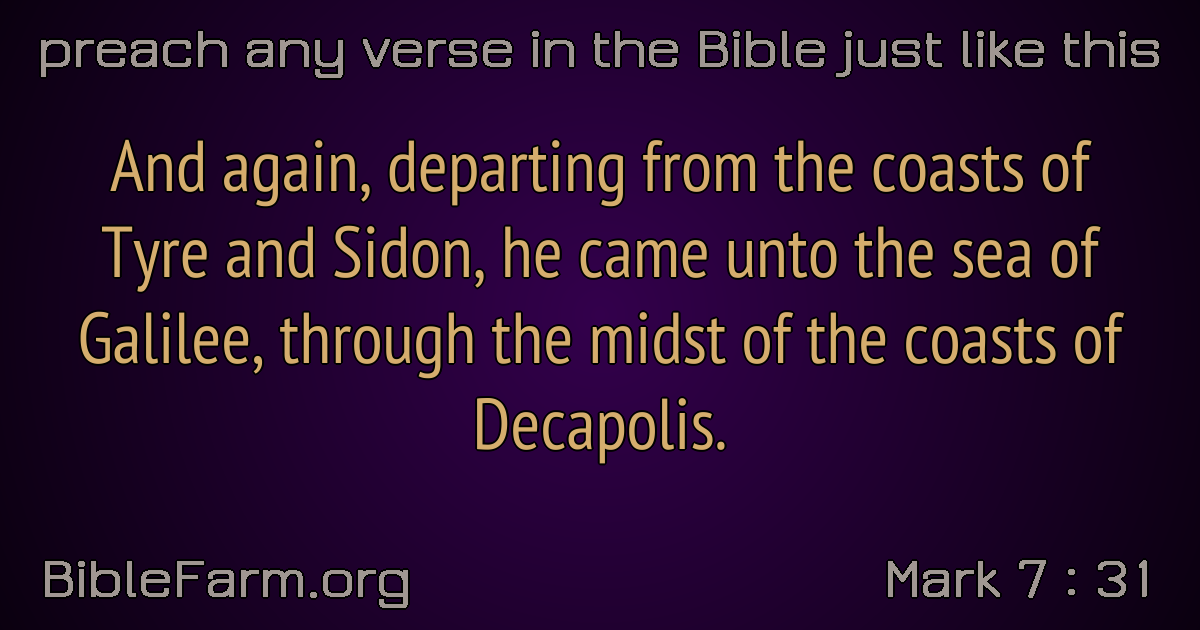 preach any verse in the Bible just like this
And again, departing from the coasts of
Tyre and Sidon, he came unto the sea of
Galilee, through the midst of the coasts of
Decapolis.
BibleFarm.org
Mark 7 : 31